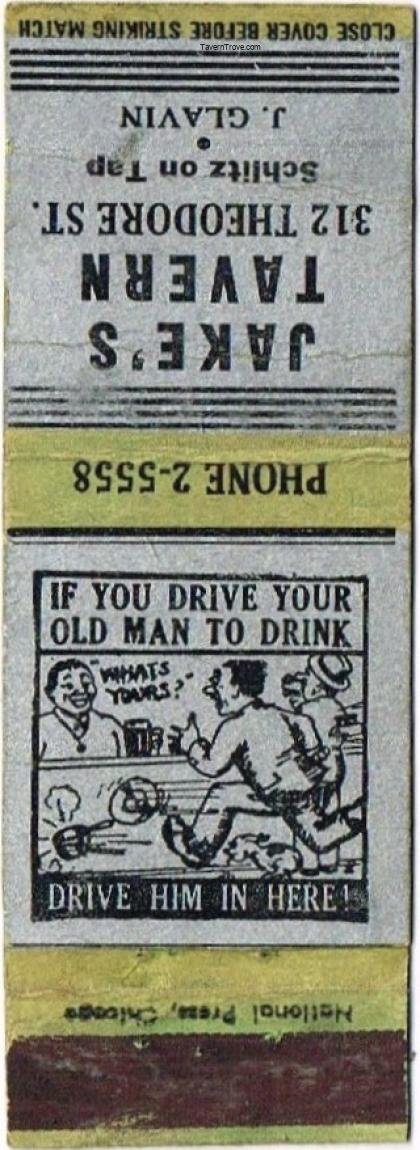 CLOSE COVER BEFORE STRIKING MATCH
TavernTrove.com
J. GLAVIN
Schlitz on Tap
312 THEODORE ST.
JAKE'S
TAVERN
PHONE 2-5558
IF YOU DRIVE YOUR
OLD MAN TO DRINK
"WHATS
YOURS?"
DRIVE HIM IN HERE!
National Press, Chicago